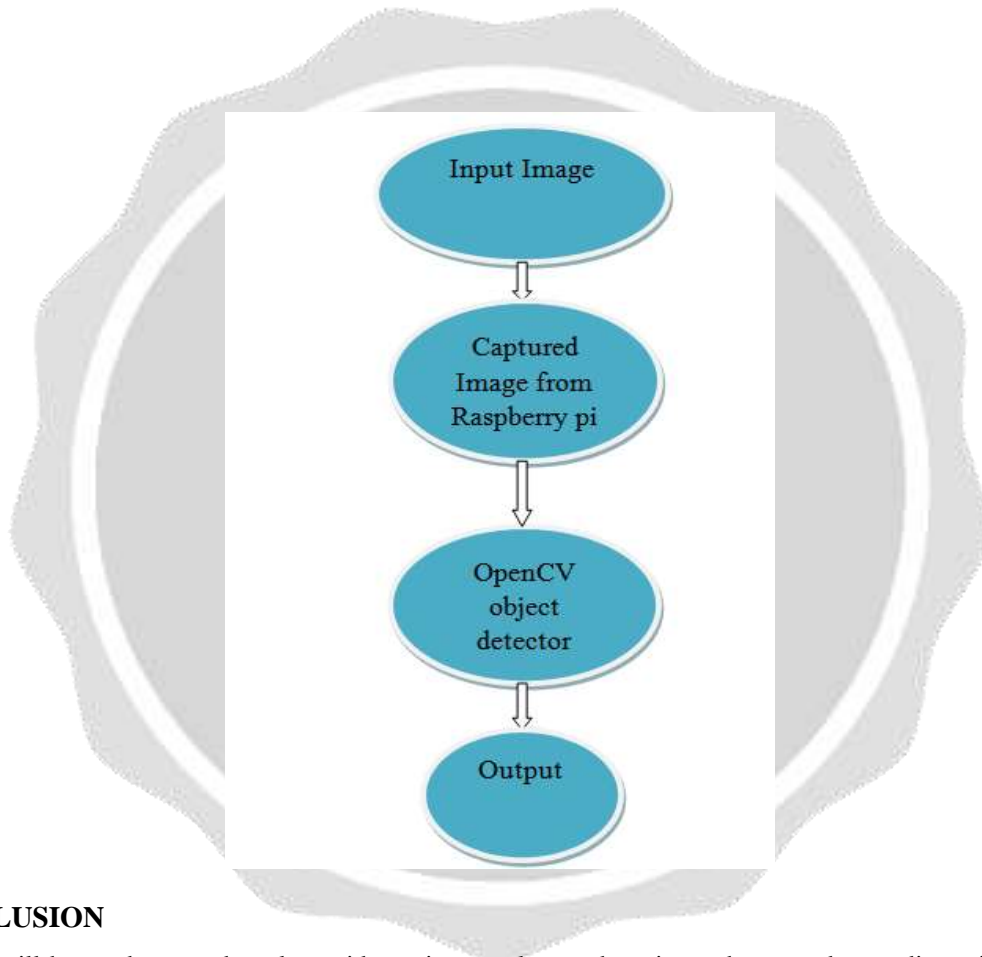 Input Image
Captured
Image from
Raspberry pi
OpenCV
object
detector
Output
LUSION